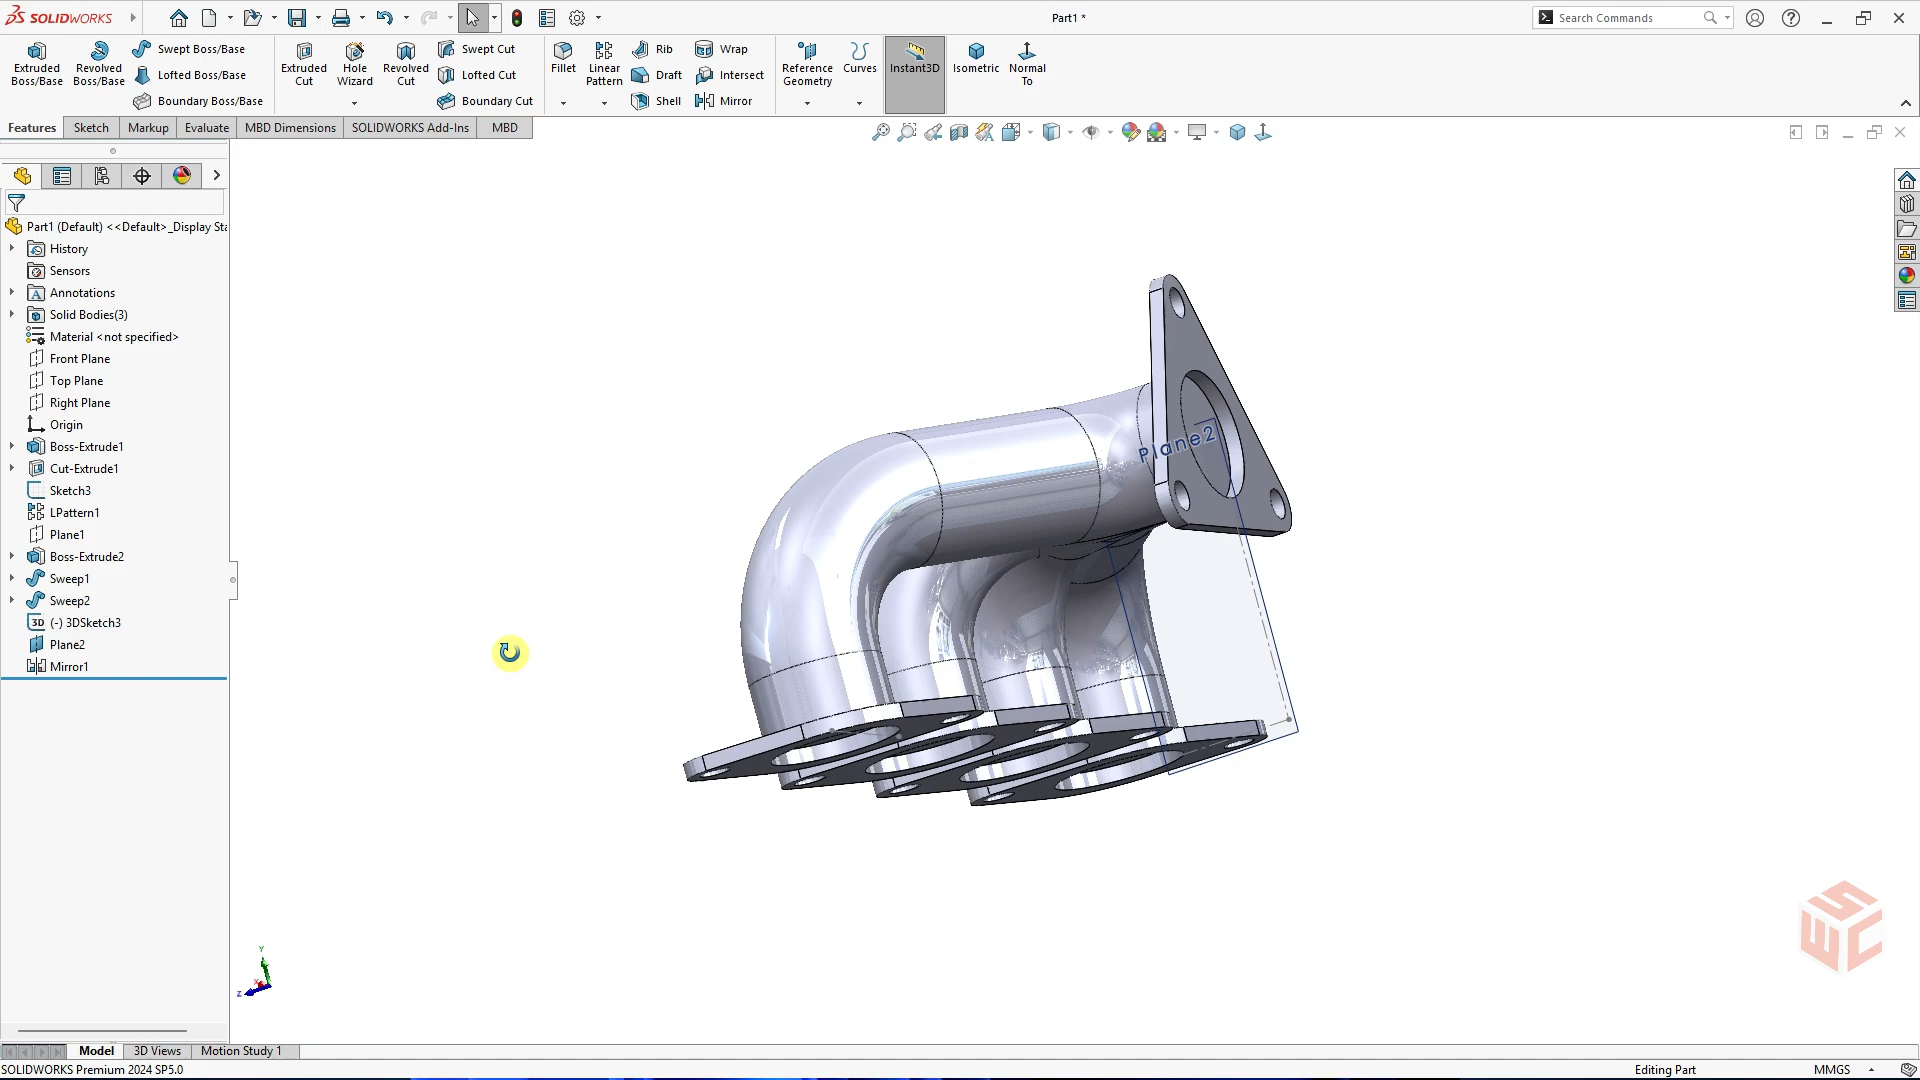 SOLIDWORKS
Part1 *
Search Commands
Extruded Boss/Base
Revolved Boss/Base
Swept Boss/Base
Lofted Boss/Base
Boundary Boss/Base
Extruded Cut
Hole Wizard
Revolved Cut
Swept Cut
Lofted Cut
Boundary Cut
Fillet
Linear Pattern
Rib
Draft
Shell
Wrap
Intersect
Mirror
Reference Geometry
Curves
Instant3D
Isometric
Normal To
Features
Sketch
Markup
Evaluate
MBD Dimensions
SOLIDWORKS Add-Ins
MBD
Part1 (Default) <<Default>_Display Sta
History
Sensors
Annotations
Solid Bodies(3)
Material <not specified>
Front Plane
Top Plane
Right Plane
Origin
Boss-Extrude1
Cut-Extrude1
Sketch3
LPattern1
Plane1
Boss-Extrude2
Sweep1
Sweep2
3D (-) 3DSketch3
Plane2
Mirror1
Plane2
Y
X
Z
SWC
Model
3D Views
Motion Study 1
SOLIDWORKS Premium 2024 SP5.0
Editing Part
MMGS